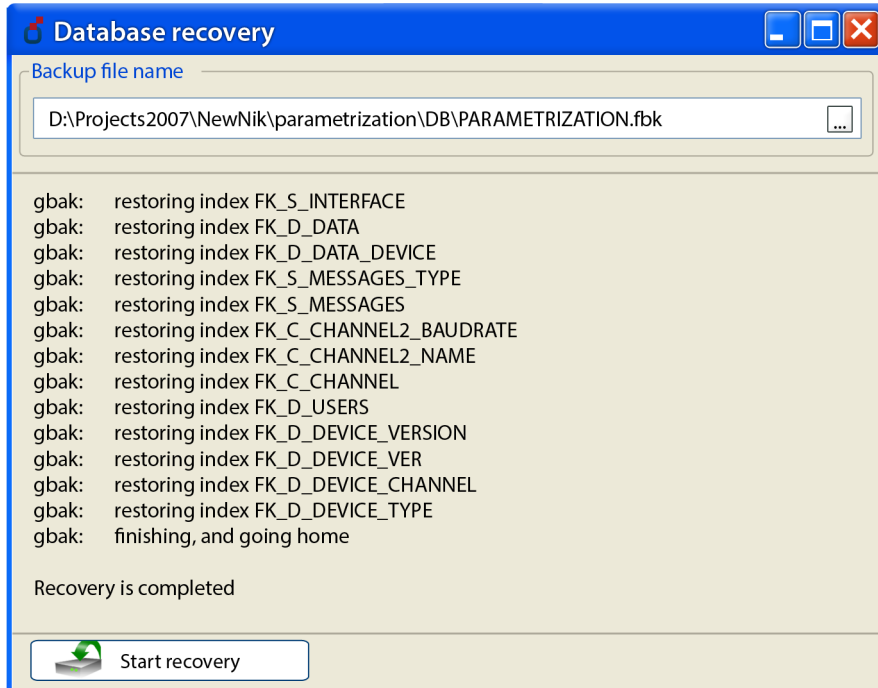 Database recovery
Backup file name
D:\Projects2007\NewNik\parametrization\DB\PARAMETRIZATION.fbk
...
gbak: restoring index FK_S_INTERFACE
gbak: restoring index FK_D_DATA
gbak: restoring index FK_D_DATA_DEVICE
gbak: restoring index FK_S_MESSAGES_TYPE
gbak: restoring index FK_S_MESSAGES
gbak: restoring index FK_C_CHANNEL2_BAUDRATE
gbak: restoring index FK_C_CHANNEL2_NAME
gbak: restoring index FK_C_CHANNEL
gbak: restoring index FK_D_USERS
gbak: restoring index FK_D_DEVICE_VERSION
gbak: restoring index FK_D_DEVICE_VER
gbak: restoring index FK_D_DEVICE_CHANNEL
gbak: restoring index FK_D_DEVICE_TYPE
gbak: finishing, and going home
Recovery is completed
Start recovery